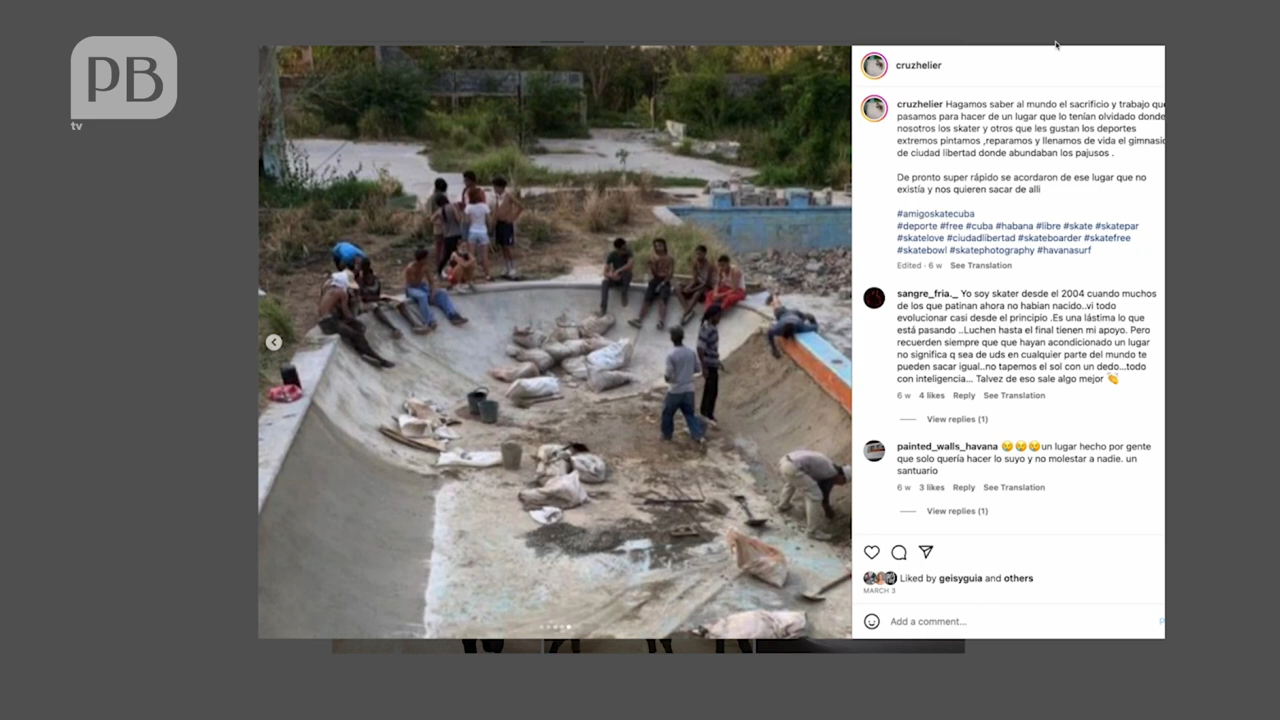 PB
tv
cruzhelier
cruzhelier Hagamos saber al mundo el sacrificio y trabajo que
pasamos para hacer de un lugar que lo tenían olvidado donde
nosotros los skater y otros que les gustan los deportes
extremos pintamos ,reparamos y llenamos de vida el gimnasio
de ciudad libertad donde abundaban los pajusos .
De pronto super rápido se acordaron de ese lugar que no
existía y nos quieren sacar de alli
#amigoskatecuba
#deporte #free #cuba #habana #libre #skate #skatepar
#skatelove #ciudadlibertad #skateboarder #skatefree
#skatebowl #skatephotography #havanasurf
Edited · 6 w See Translation
sangre_fria._ Yo soy skater desde el 2004 cuando muchos
de los que patinan ahora no habian nacido..vi todo
evolucionar casi desde el principio .Es una lástima lo que
está pasando ..Luchen hasta el final tienen mi apoyo. Pero
recuerden siempre que que hayan acondicionado un lugar
no significa q sea de uds en cualquier parte del mundo te
pueden sacar igual..no tapemos el sol con un dedo...todo
con inteligencia... Talvez de eso sale algo mejor 👏
6 w 4 likes Reply See Translation
View replies (1)
painted_walls_havana 😢😢😢un lugar hecho por gente
que solo quería hacer lo suyo y no molestar a nadie. un
santuario
6 w 3 likes Reply See Translation
View replies (1)
Liked by geisyguia and others
MARCH 3
Add a comment...
P